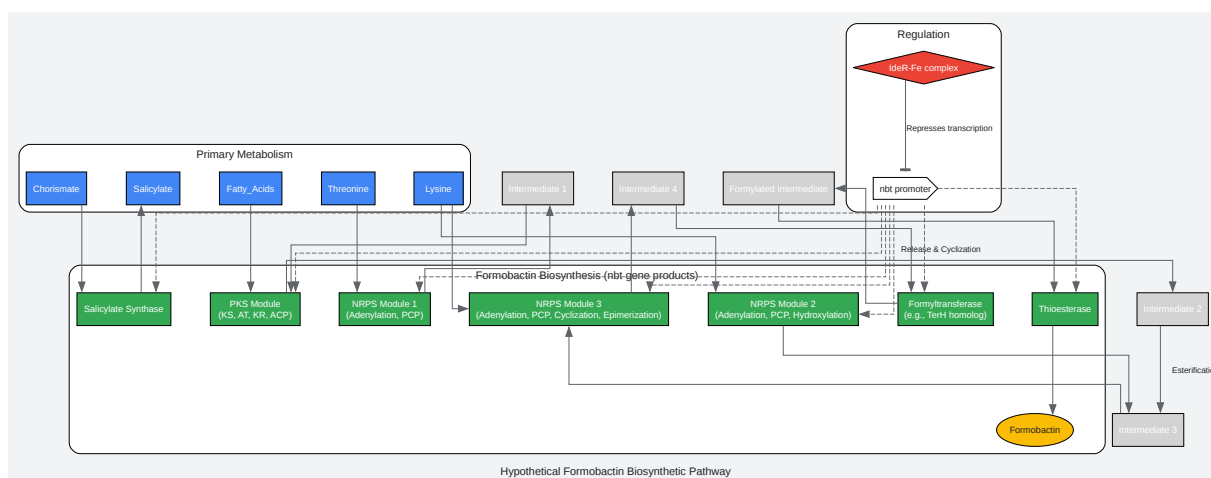 Regulation
IdeR-Fe complex
Represses transcription
Primary Metabolism
Chorismate
Salicylate
Fatty_Acids
Threonine
Lysine
Intermediate 1
Intermediate 4
Formylated Intermediate
nbt promoter
Release & Cyclization
Formobactin Biosynthesis (nbt gene products)
Salicylate Synthase
PKS Module
(KS, AT, KR, ACP)
NRPS Module 1
(Adenylation, PCP)
NRPS Module 3
(Adenylation, PCP, Cyclization, Epimerization)
NRPS Module 2
(Adenylation, PCP, Hydroxylation)
Formyltransferase
(e.g., TerH homolog)
Thioesterase
Intermediate 2
Formobactin
Intermediate 3
Hypothetical Formobactin Biosynthetic Pathway